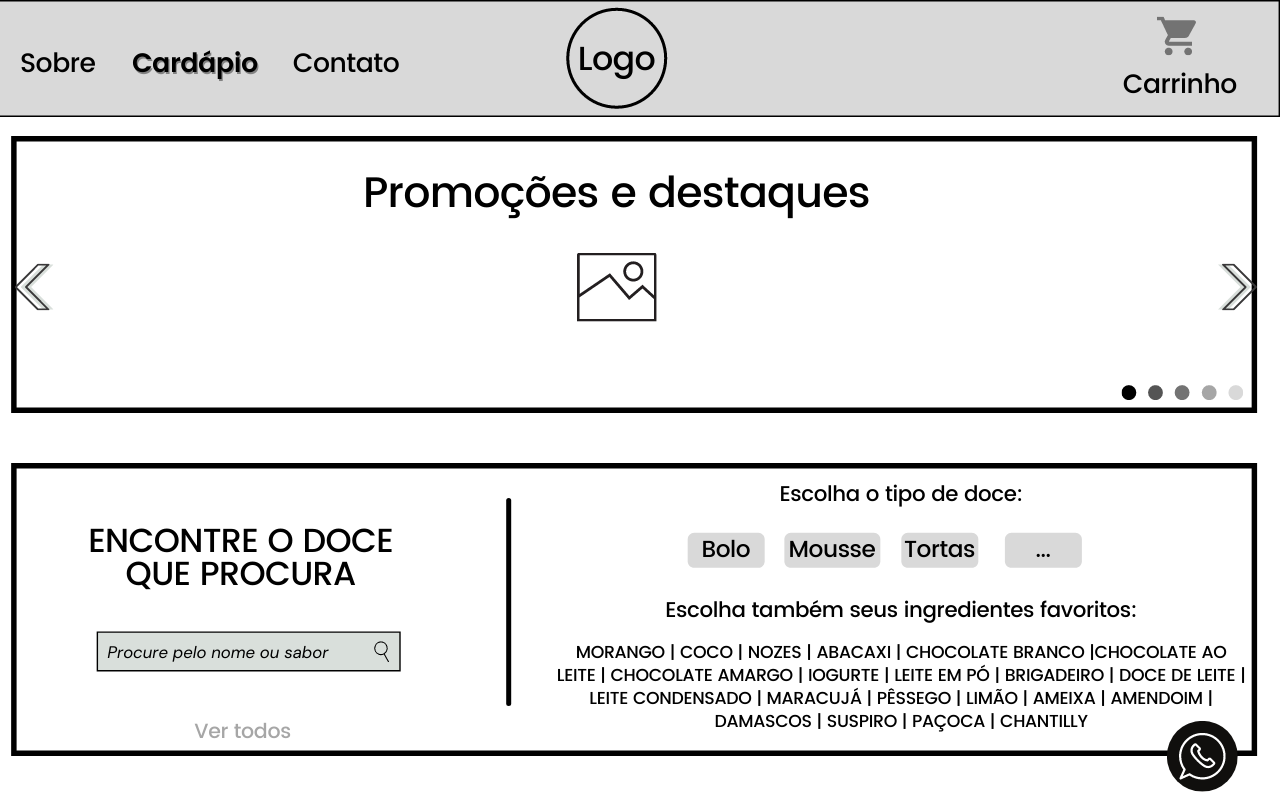 Sobre
Cardápio
Contato
Logo
Carrinho
Promoções e destaques
ENCONTRE O DOCE
QUE PROCURA
Procure pelo nome ou sabor
Ver todos
Escolha o tipo de doce:
Bolo
Mousse
Tortas
...
Escolha também seus ingredientes favoritos:
MORANGO | COCO | NOZES | ABACAXI | CHOCOLATE BRANCO |CHOCOLATE AO
LEITE | CHOCOLATE AMARGO | IOGURTE | LEITE EM PÓ | BRIGADEIRO | DOCE DE LEITE |
LEITE CONDENSADO | MARACUJÁ | PÊSSEGO | LIMÃO | AMEIXA | AMENDOIM |
DAMASCOS | SUSPIRO | PAÇOCA | CHANTILLY